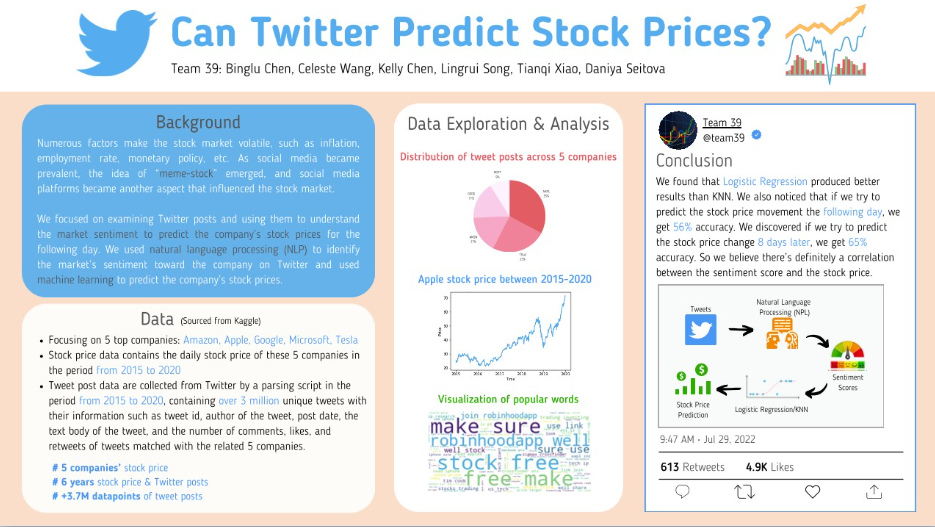 Can Twitter Predict Stock Prices?
Team 39: Binglu Chen, Celeste Wang, Kelly Chen, Lingrui Song, Tianqi Xiao, Daniya Seitova
Background
Numerous factors make the stock market volatile, such as inflation,
employment rate, monetary policy, etc. As social media became
prevalent, the idea of "meme-stock" emerged, and social media
platforms became another aspect that influenced the stock market.
We focused on examining Twitter posts and using them to understand
the market sentiment to predict the company's stock prices for the
following day. We used natural language processing (NLP) to identify
the market's sentiment toward the company on Twitter and used
machine learning to predict the company's stock prices.
Data (Sourced from Kaggle)
• Focusing on 5 top companies: Amazon, Apple, Google, Microsoft, Tesla
• Stock price data contains the daily stock price of these 5 companies in
the period from 2015 to 2020
• Tweet post data are collected from Twitter by a parsing script in the
period from 2015 to 2020, containing over 3 million unique tweets with
their information such as tweet id, author of the tweet, post date, the
text body of the tweet, and the number of comments, likes, and
retweets of tweets matched with the related 5 companies.
# 5 companies' stock price
# 6 years stock price & Twitter posts
# +3.7M datapoints of tweet posts
Data Exploration & Analysis
Distribution of tweet posts across 5 companies
Apple stock price between 2015-2020
2015 2016 2017 2018 2019 2020
Visualization of popular words
join robinhoodapp
make sure use link
robinhoodapp well
well stock sure use
stock free
free make
Team 39
@team39
Conclusion
We found that Logistic Regression produced better
results than KNN. We also noticed that if we try to
predict the stock price movement the following day, we
get 56% accuracy. We discovered if we try to predict
the stock price change 8 days later, we get 65%
accuracy. So we believe there's definitely a correlation
between the sentiment score and the stock price.
Tweets
Natural Language
Processing (NPL)
Sentiment
Scores
Stock Price
Prediction
Logistic Regression/KNN
9:47 AM • Jul 29, 2022
613 Retweets 4.9K Likes